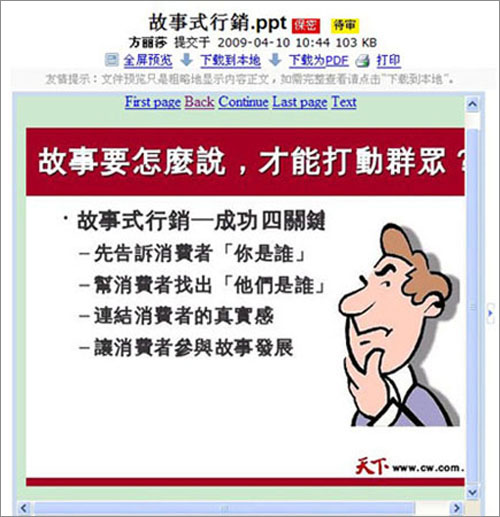 故事式行銷.ppt 保密 待审
方丽莎 提交于 2009-04-10 10:44 103 KB
全屏预览 下载到本地 下载为PDF 打印
友情提示：文件预览只是粗略地显示内容正文，如需完整查看请点击"下载到本地"。
First page Back Continue Last page Text
故事要怎麼說，才能打動群眾？
·故事式行銷—成功四關鍵
–先告訴消費者「你是誰」
–幫消費者找出「他們是誰」
–連結消費者的真實感
–讓消費者參與故事發展
天下 www.cw.com.